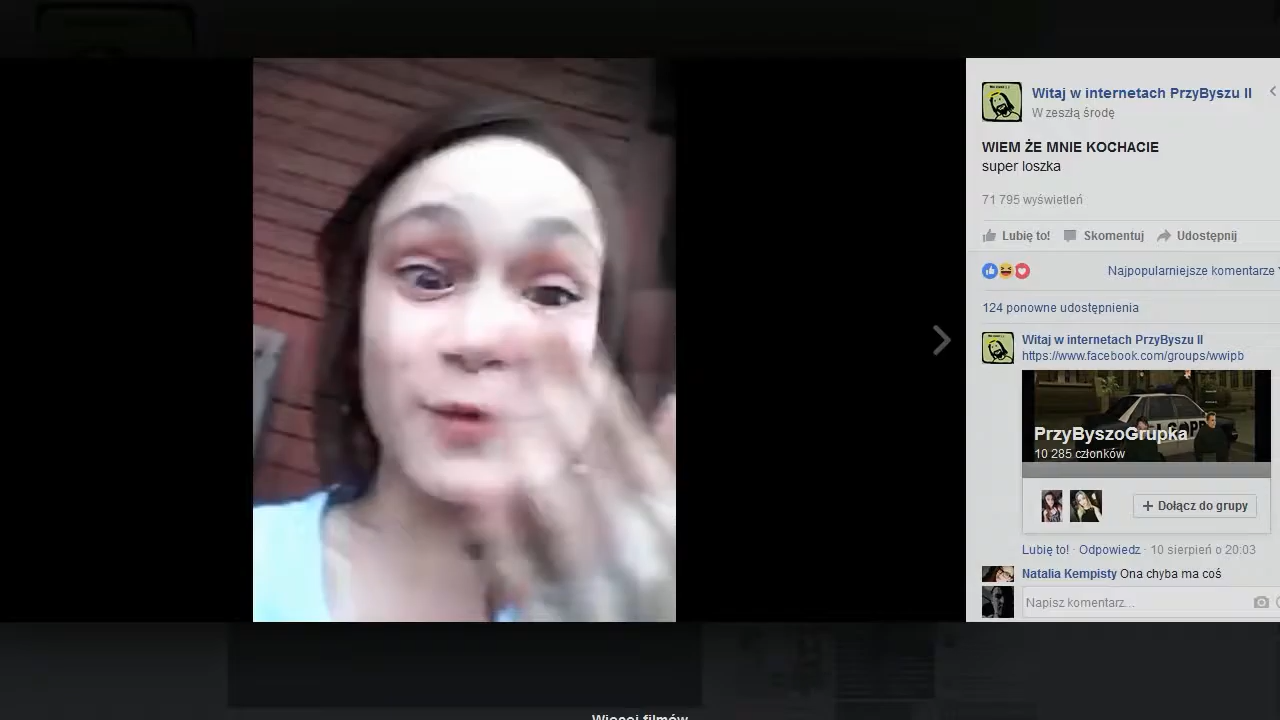 Witaj w internetach PrzyByszu II
W zeszłą środę
WIEM ŻE MNIE KOCHACIE
super loszka
71 795 wyświetleń
Lubię to! Skomentuj Udostępnij
Najpopularniejsze komentarze
124 ponowne udostępnienia
Witaj w internetach PrzyByszu II
https://www.facebook.com/groups/wwipb
PrzyByszoGrupka
10 285 członków
+ Dołącz do grupy
Lubię to! · Odpowiedz · 10 sierpień o 20:03
Natalia Kempisty Ona chyba ma coś
Napisz komentarz...
Więcej filmów